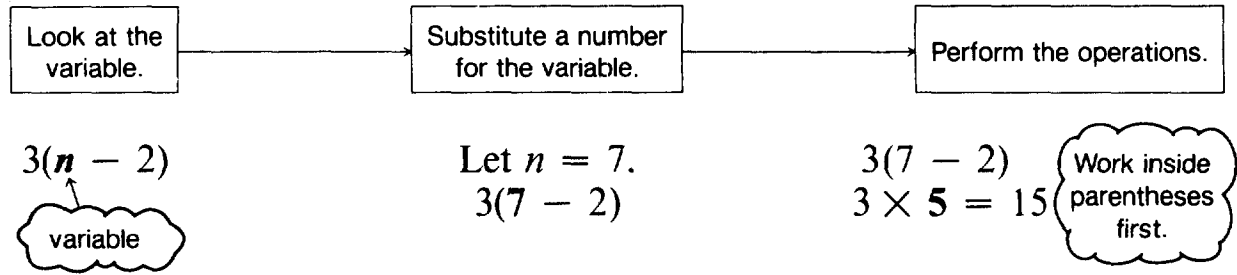 Look at the
variable.
Substitute a number
for the variable.
Perform the operations.
3(n − 2)
variable
Let n = 7.
3(7 − 2)
3(7 − 2)
3 × 5 = 15
Work inside
parentheses
first.